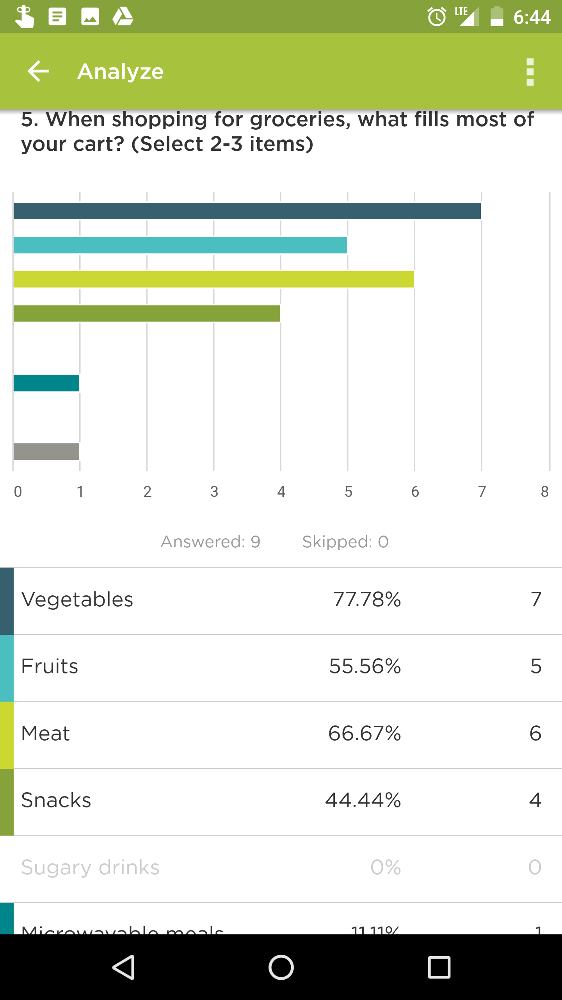 LTE 6:44
Analyze
5. When shopping for groceries, what fills most of
your cart? (Select 2-3 items)
0 1 2 3 4 5 6 7 8
Answered: 9 Skipped: 0
Vegetables 77.78% 7
Fruits 55.56% 5
Meat 66.67% 6
Snacks 44.44% 4
Sugary drinks 0% 0
Microwavable meals 11.11% 1